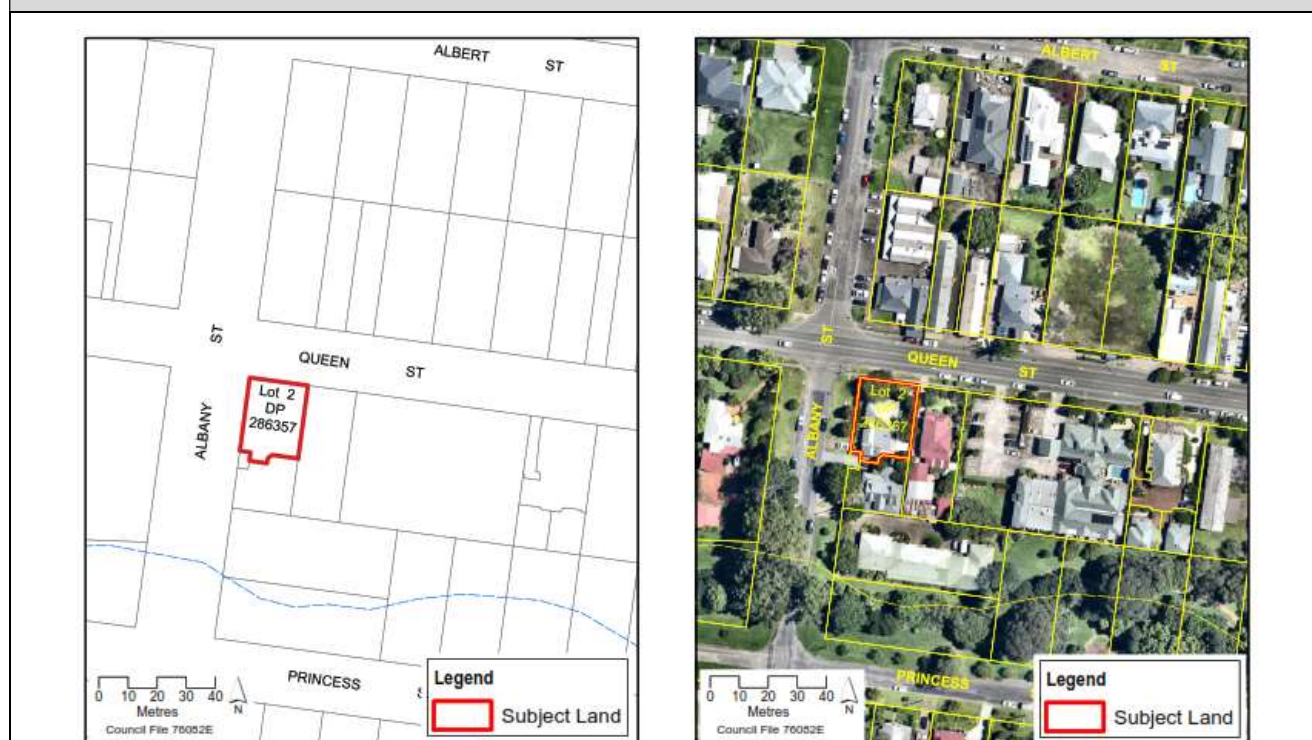 ALBERT ST
ST
QUEEN ST
Lot 2
DP
286357
ALBANY
PRINCESS
0 10 20 30 40
Metres
N
Council File 76052E
Legend
Subject Land
ALBERT ST
ST
QUEEN ST
Lot 2
ALBANY
PRINCESS
0 10 20 30 40
Metres
N
Council File 76052E
Legend
Subject Land